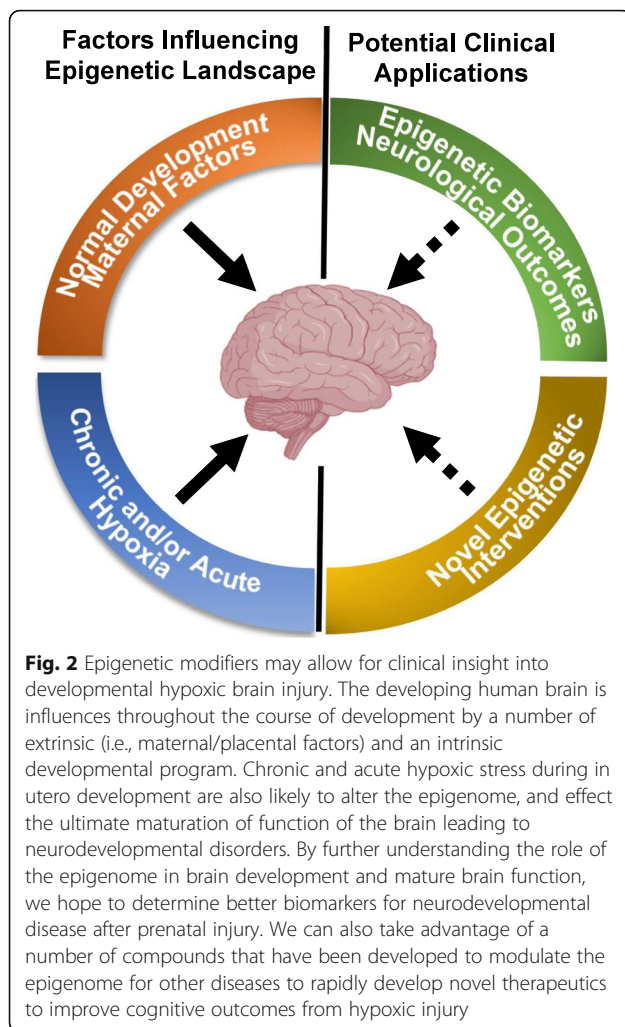 Factors Influencing
Epigenetic Landscape
Potential Clinical
Applications
Normal Development
Maternal Factors
Epigenetic Biomarkers
Neurological Outcomes
Chronic and/or Acute
Hypoxia
Novel Epigenetic
Interventions
Fig. 2 Epigenetic modifiers may allow for clinical insight into
developmental hypoxic brain injury. The developing human brain is
influences throughout the course of development by a number of
extrinsic (i.e., maternal/placental factors) and an intrinsic
developmental program. Chronic and acute hypoxic stress during in
utero development are also likely to alter the epigenome, and effect
the ultimate maturation of function of the brain leading to
neurodevelopmental disorders. By further understanding the role of
the epigenome in brain development and mature brain function,
we hope to determine better biomarkers for neurodevelopmental
disease after prenatal injury. We can also take advantage of a
number of compounds that have been developed to modulate the
epigenome for other diseases to rapidly develop novel therapeutics
to improve cognitive outcomes from hypoxic injury